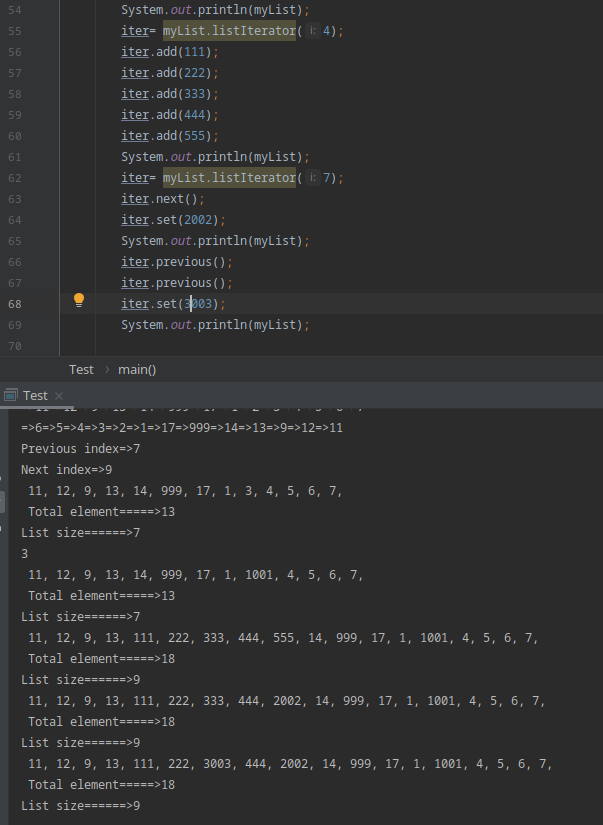 54 System.out.println(myList);
55 iter= myList.listIterator( i: 4);
56 iter.add(111);
57 iter.add(222);
58 iter.add(333);
59 iter.add(444);
60 iter.add(555);
61 System.out.println(myList);
62 iter= myList.listIterator( i: 7);
63 iter.next();
64 iter.set(2002);
65 System.out.println(myList);
66 iter.previous();
67 iter.previous();
68 iter.set(3003);
69 System.out.println(myList);
70
Test › main()
Test ×
=>6=>5=>4=>3=>2=>1=>17=>999=>14=>13=>9=>12=>11
Previous index=>7
Next index=>9
11, 12, 9, 13, 14, 999, 17, 1, 3, 4, 5, 6, 7,
Total element=====>13
List size======>7
3
11, 12, 9, 13, 14, 999, 17, 1, 1001, 4, 5, 6, 7,
Total element=====>13
List size======>7
11, 12, 9, 13, 111, 222, 333, 444, 555, 14, 999, 17, 1, 1001, 4, 5, 6, 7,
Total element=====>18
List size======>9
11, 12, 9, 13, 111, 222, 333, 444, 2002, 14, 999, 17, 1, 1001, 4, 5, 6, 7,
Total element=====>18
List size======>9
11, 12, 9, 13, 111, 222, 3003, 444, 2002, 14, 999, 17, 1, 1001, 4, 5, 6, 7,
Total element=====>18
List size======>9